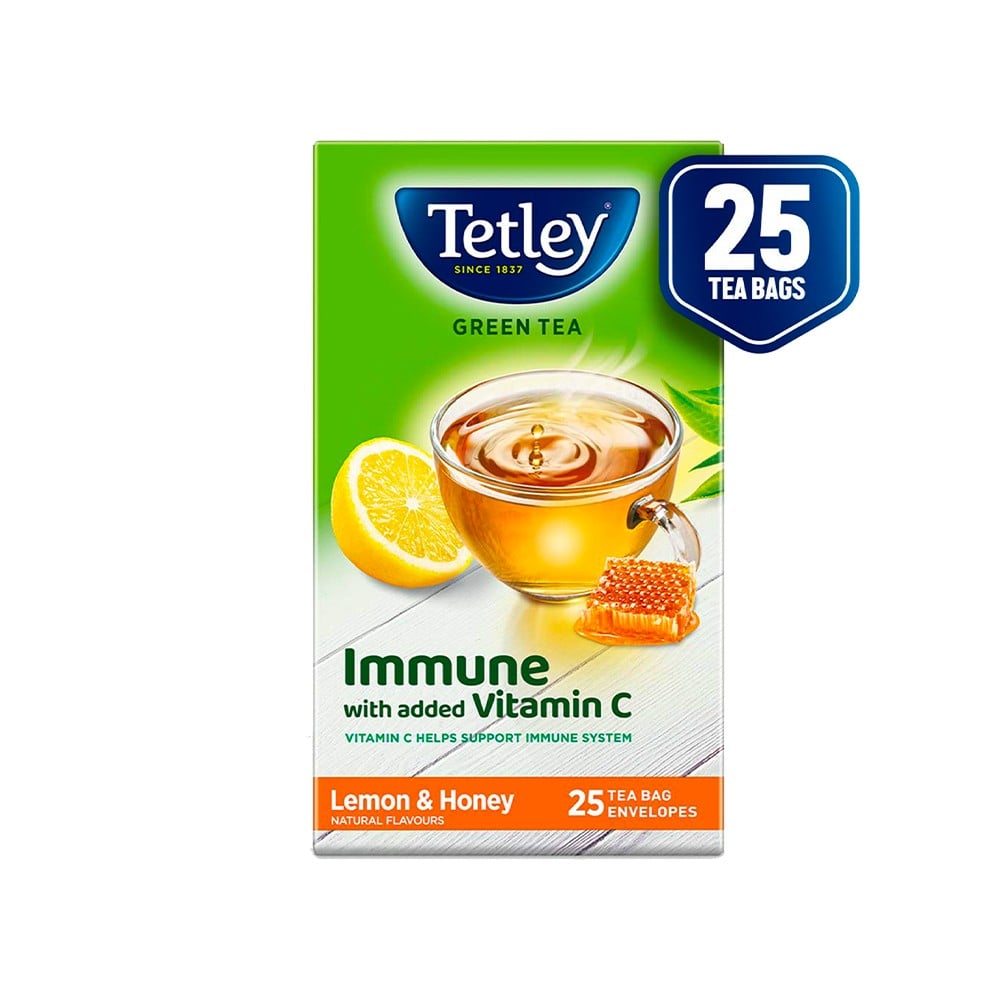 Tetley®
SINCE 1837
GREEN TEA
25
TEA BAGS
Immune
with added Vitamin C
VITAMIN C HELPS SUPPORT IMMUNE SYSTEM
Lemon & Honey
NATURAL FLAVOURS
25 TEA BAG
ENVELOPES